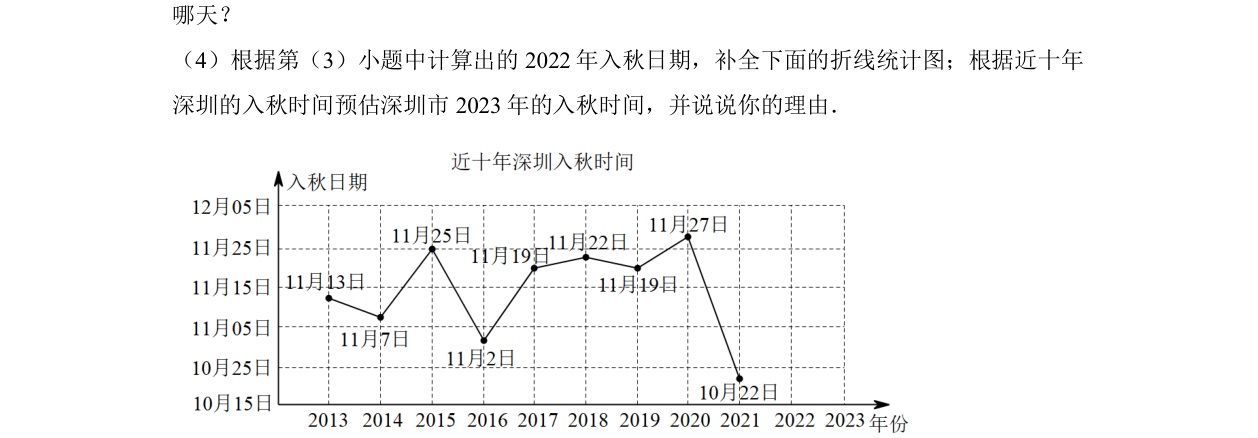 哪天？
（4）根据第（3）小题中计算出的 2022 年入秋日期，补全下面的折线统计图；根据近十年
深圳的入秋时间预估深圳市 2023 年的入秋时间，并说说你的理由．
近十年深圳入秋时间
入秋日期
12月05日
11月27日
11月25日
11月25日
11月22日
11月19日
11月13日
11月15日
11月19日
11月05日
11月7日
11月2日
10月25日
10月22日
10月15日
2013 2014 2015 2016 2017 2018 2019 2020 2021 2022 2023 年份